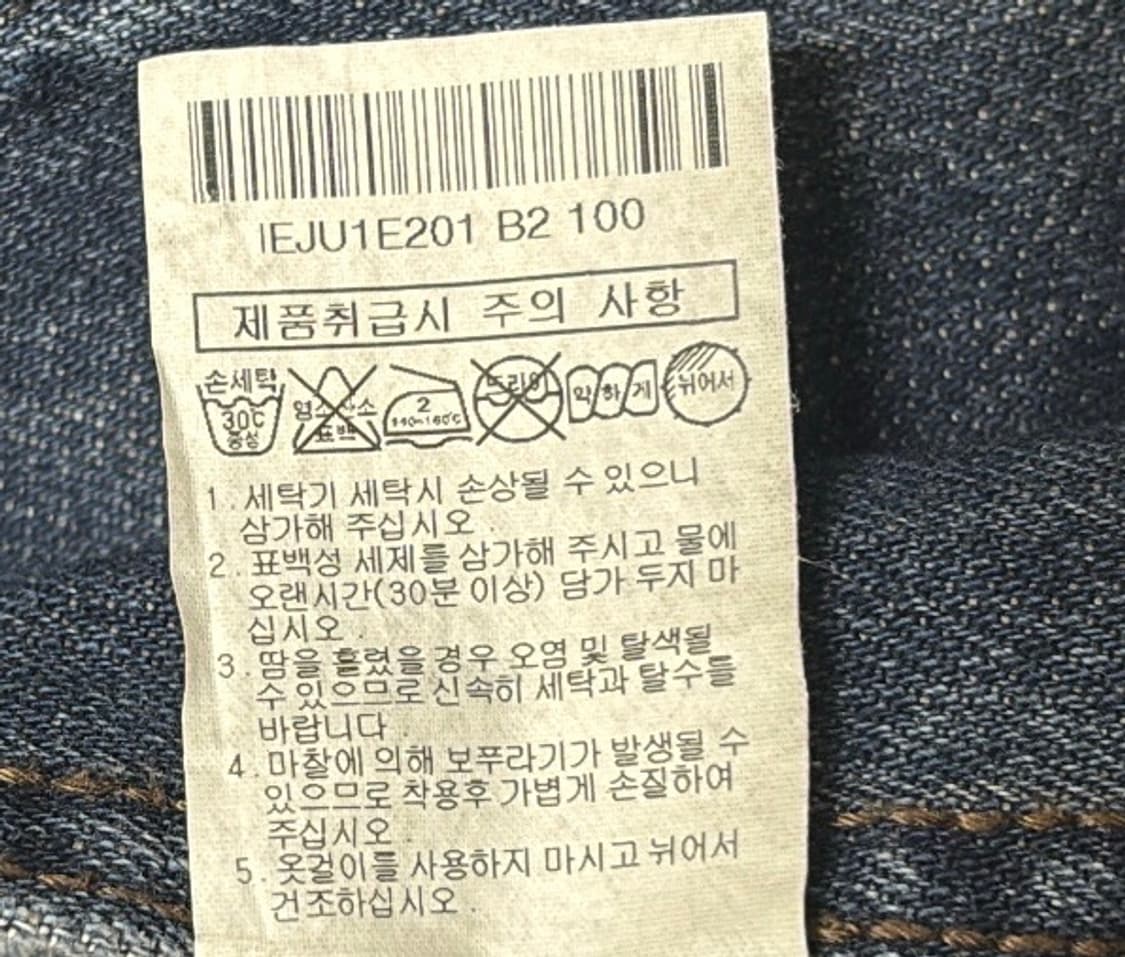 IEJU1E201 B2 100
제품취급시 주의 사항
손세탁 30℃ 중성 염소 산소 표백 2 140~160℃ 드라이 약하게 뉘어서
1. 세탁기 세탁시 손상될 수 있으니
삼가해 주십시오.
2. 표백성 세제를 삼가해 주시고 물에
오랜시간(30분 이상) 담가 두지 마
십시오.
3. 땀을 흘렸을 경우 오염 및 탈색될
수 있으므로 신속히 세탁과 탈수를
바랍니다.
4. 마찰에 의해 보푸라기가 발생될 수
있으므로 착용후 가볍게 손질하여
주십시오.
5. 옷걸이를 사용하지 마시고 뉘어서
건조하십시오.